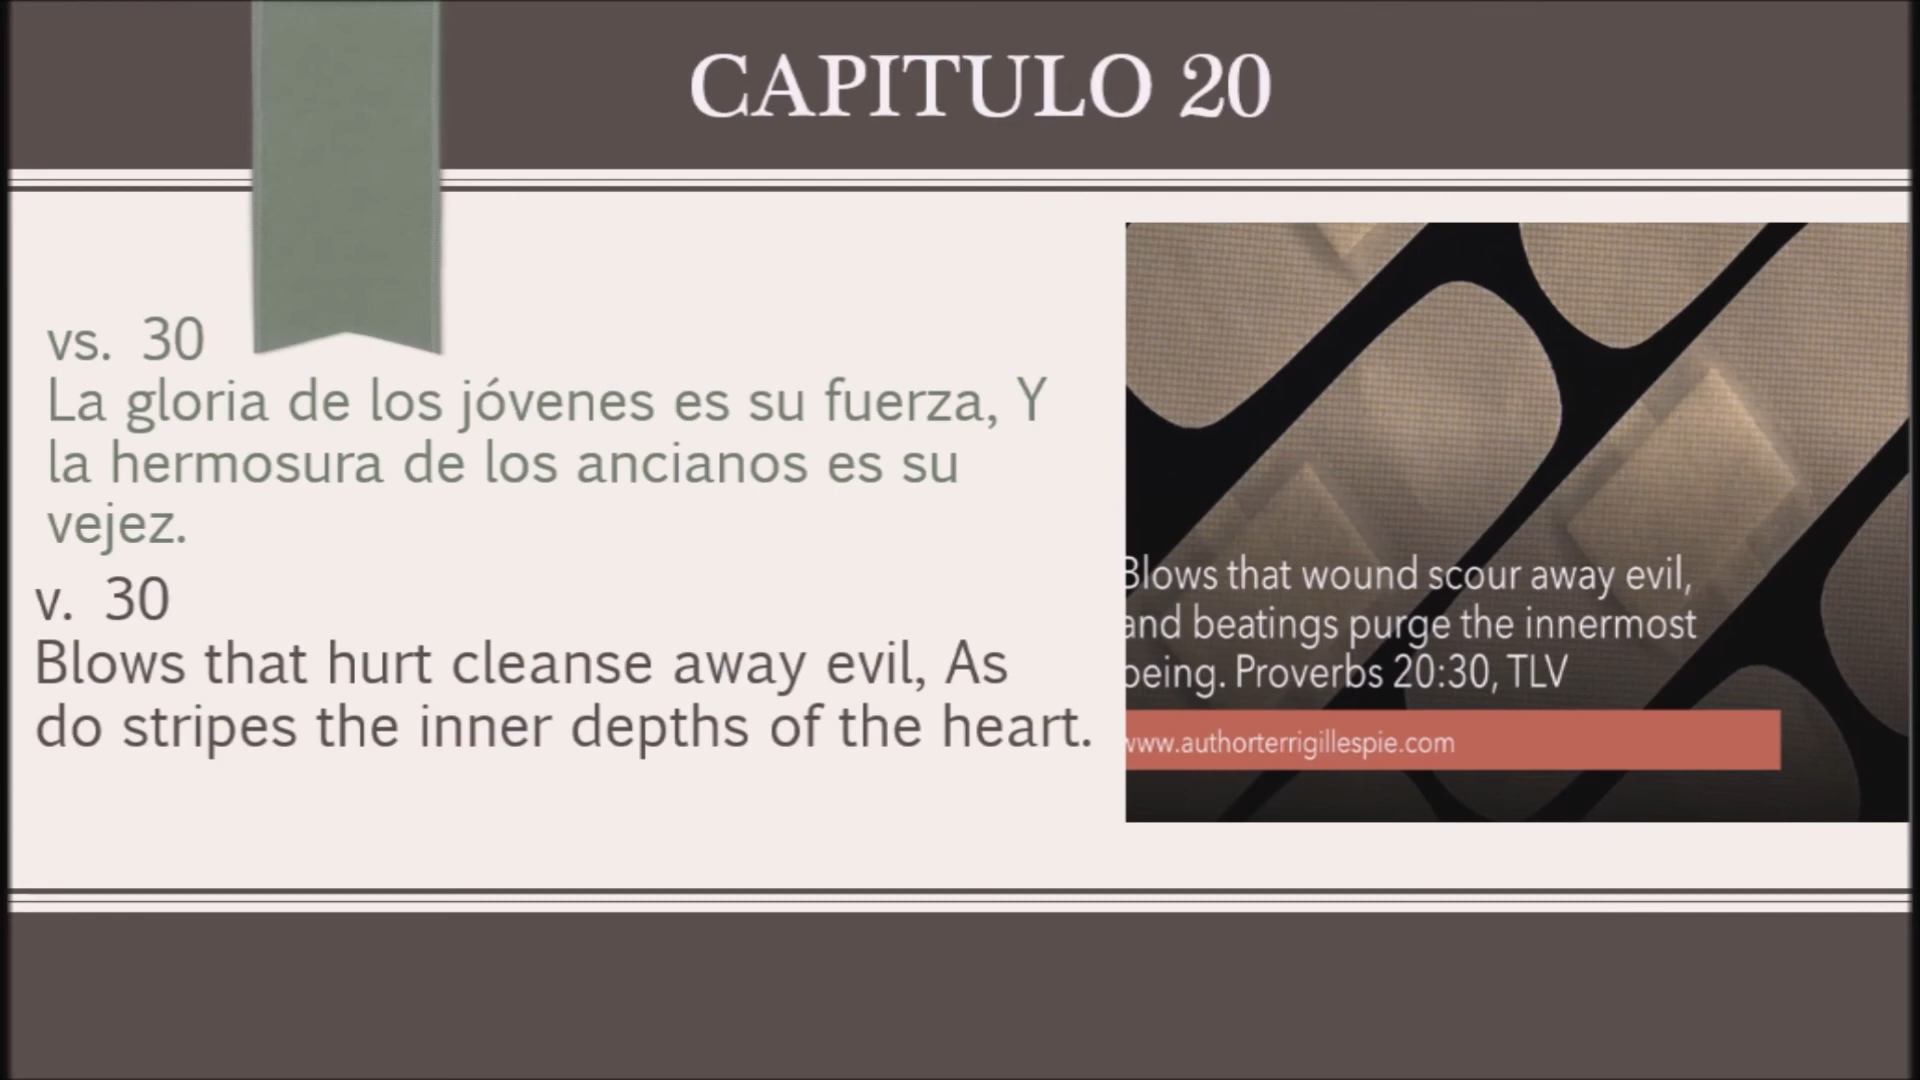 CAPITULO 20
vs. 30
La gloria de los jóvenes es su fuerza, Y
la hermosura de los ancianos es su
vejez.
v. 30
Blows that hurt cleanse away evil, As
do stripes the inner depths of the heart.
Blows that wound scour away evil,
and beatings purge the innermost
being. Proverbs 20:30, TLV
www.authorterrigillespie.com